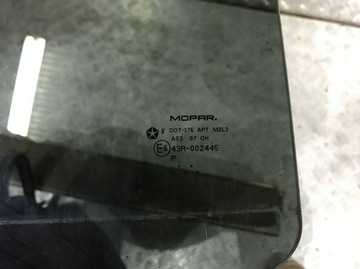 MOPAR.
DOT-376 APT M2L3
AS3 07 OH
E6 43R-002445
P